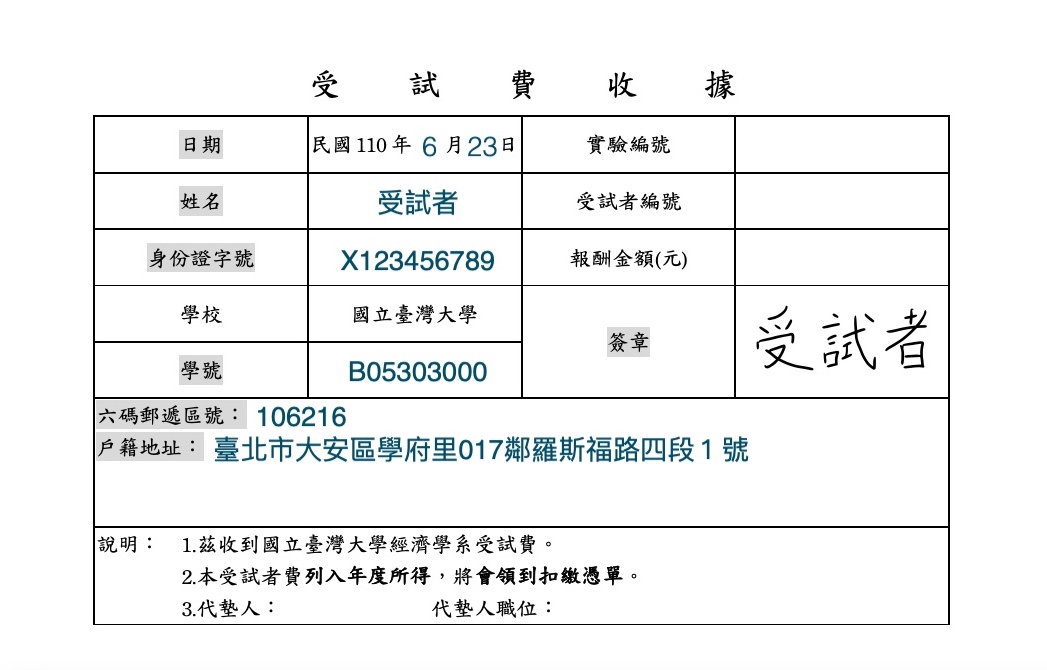 受試費收據
日期 民國 110 年 6 月 23 日 實驗編號
姓名 受試者 受試者編號
身份證字號 X123456789 報酬金額(元)
學校 國立臺灣大學
簽章 受試者
學號 B05303000
六碼郵遞區號： 106216
戶籍地址： 臺北市大安區學府里017鄰羅斯福路四段 1 號
說明： 1.茲收到國立臺灣大學經濟學系受試費。
2.本受試者費列入年度所得，將會領到扣繳憑單。
3.代墊人： 代墊人職位：